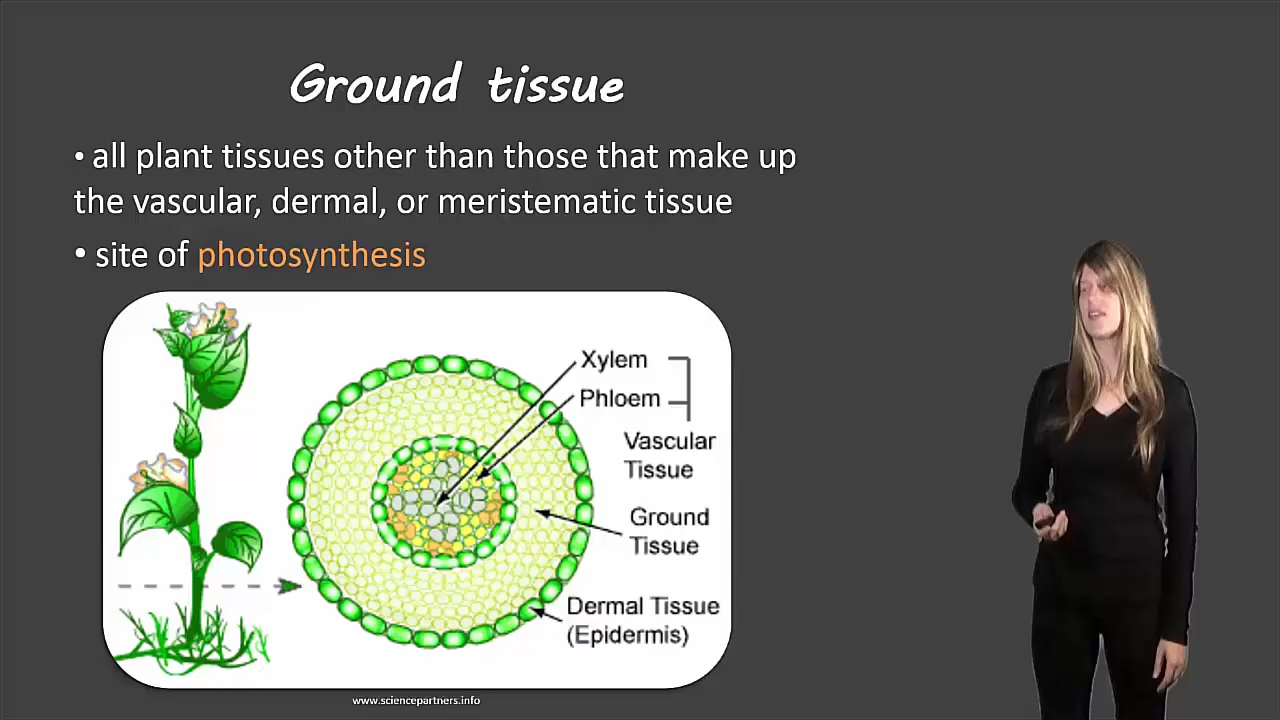 Ground tissue
• all plant tissues other than those that make up
the vascular, dermal, or meristematic tissue
• site of photosynthesis
Xylem
Phloem
Vascular
Tissue
Ground
Tissue
Dermal Tissue
(Epidermis)
www.sciencepartners.info